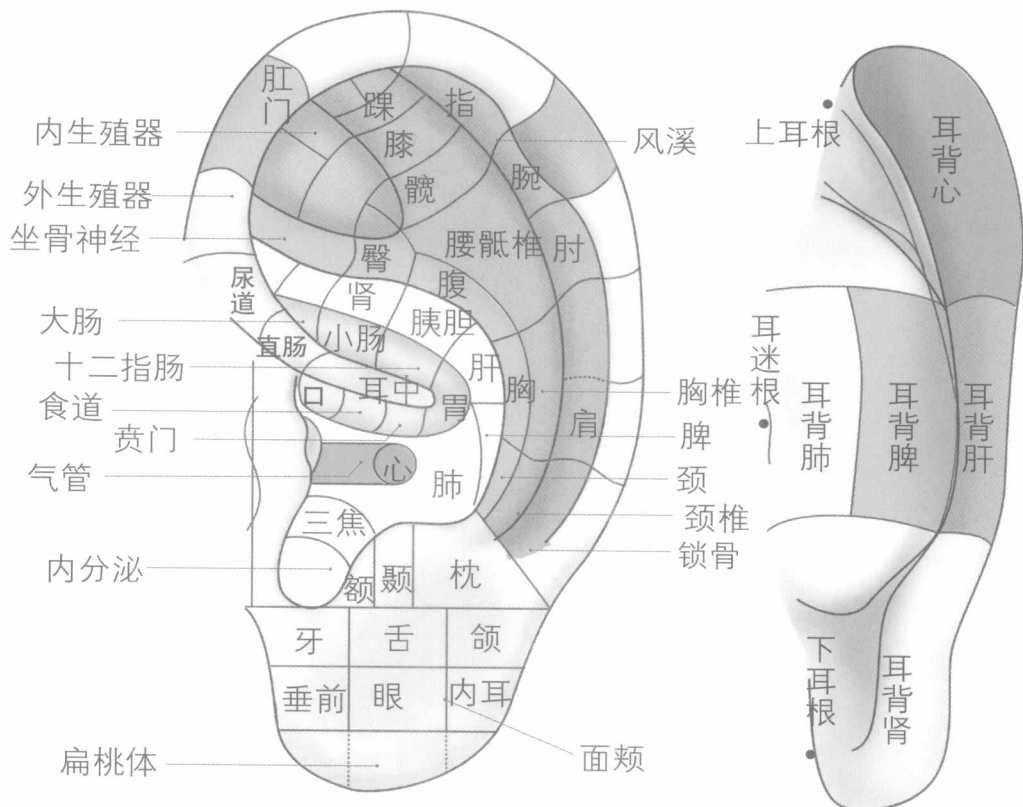 肛门
踝
指
内生殖器
膝
风溪
上耳根
耳背心
髋
腕
外生殖器
坐骨神经
臀
腰骶椎
肘
尿道
肾
腹
大肠
直肠
小肠
胰胆
耳迷根
十二指肠
肝
口
耳中
胃
胸
胸椎
食道
肩
耳背肺
耳背脾
耳背肝
贲门
脾
气管
心
肺
颈
三焦
颈椎
锁骨
内分泌
额
颞
枕
牙
舌
颌
下耳根
耳背肾
垂前
眼
内耳
扁桃体
面颊